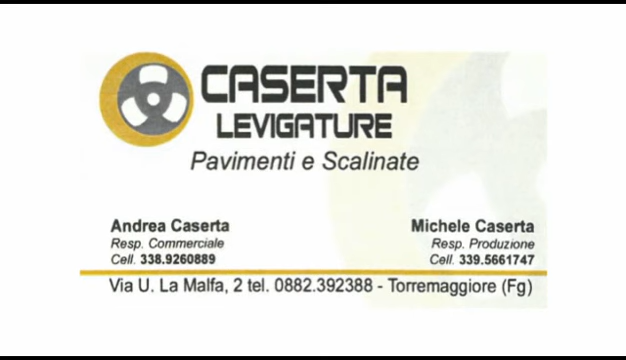 CASERTA
LEVIGATURE
Pavimenti e Scalinate
Andrea Caserta
Resp. Commerciale
Cell. 338.9260889
Michele Caserta
Resp. Produzione
Cell. 339.5661747
Via U. La Malfa, 2 tel. 0882.392388 - Torremaggiore (Fg)